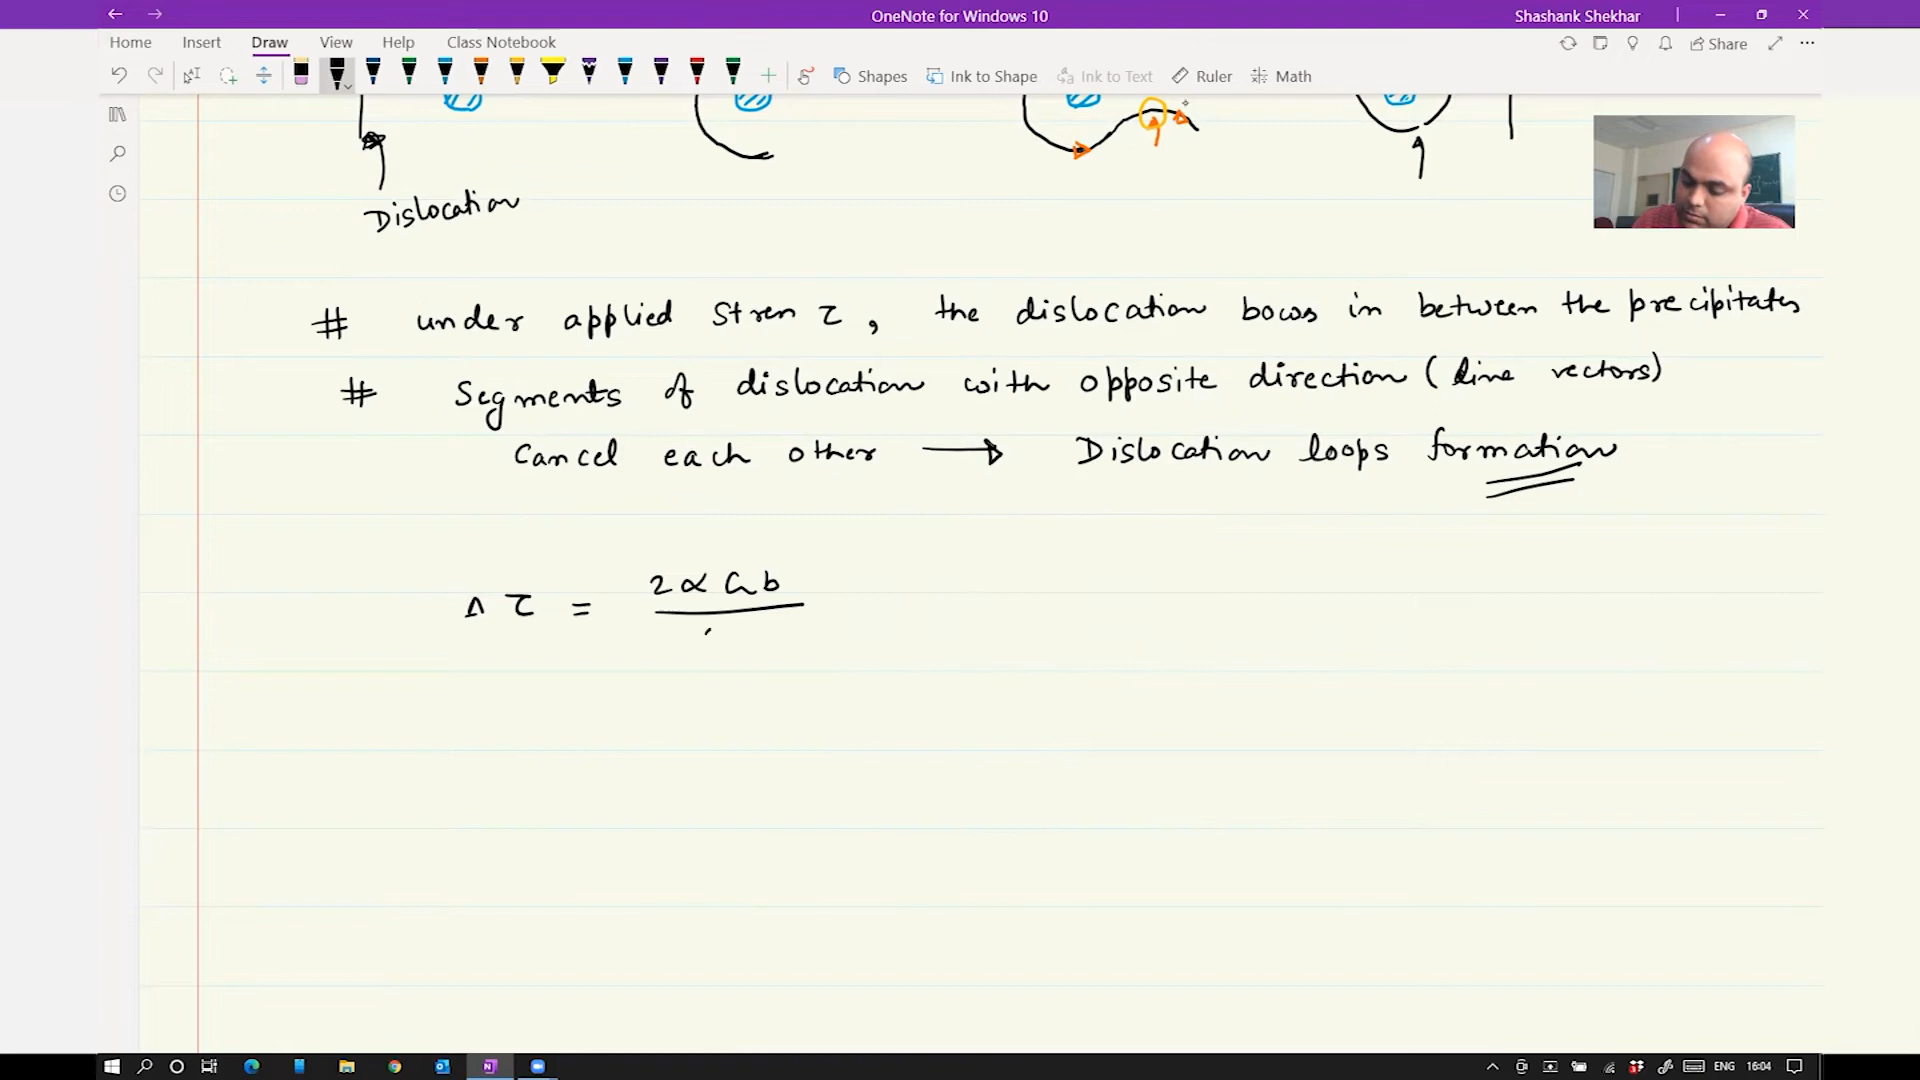 OneNote for Windows 10
Shashank Shekhar
Home Insert Draw View Help Class Notebook
Share
Shapes Ink to Shape Ink to Text Ruler Math
Dislocation
# under applied Stress τ, the dislocation bows in between the precipitates
# Segments of dislocation with opposite direction (line vectors)
Cancel each other → Dislocation loops formation
Δτ = 2αGb
ENG 16:04